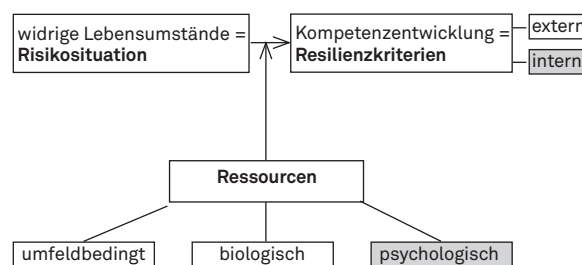 widrige Lebensumstände =
Risikosituation
Kompetenzentwicklung =
Resilienzkriterien
extern
intern
Ressourcen
umfeldbedingt
biologisch
psychologisch